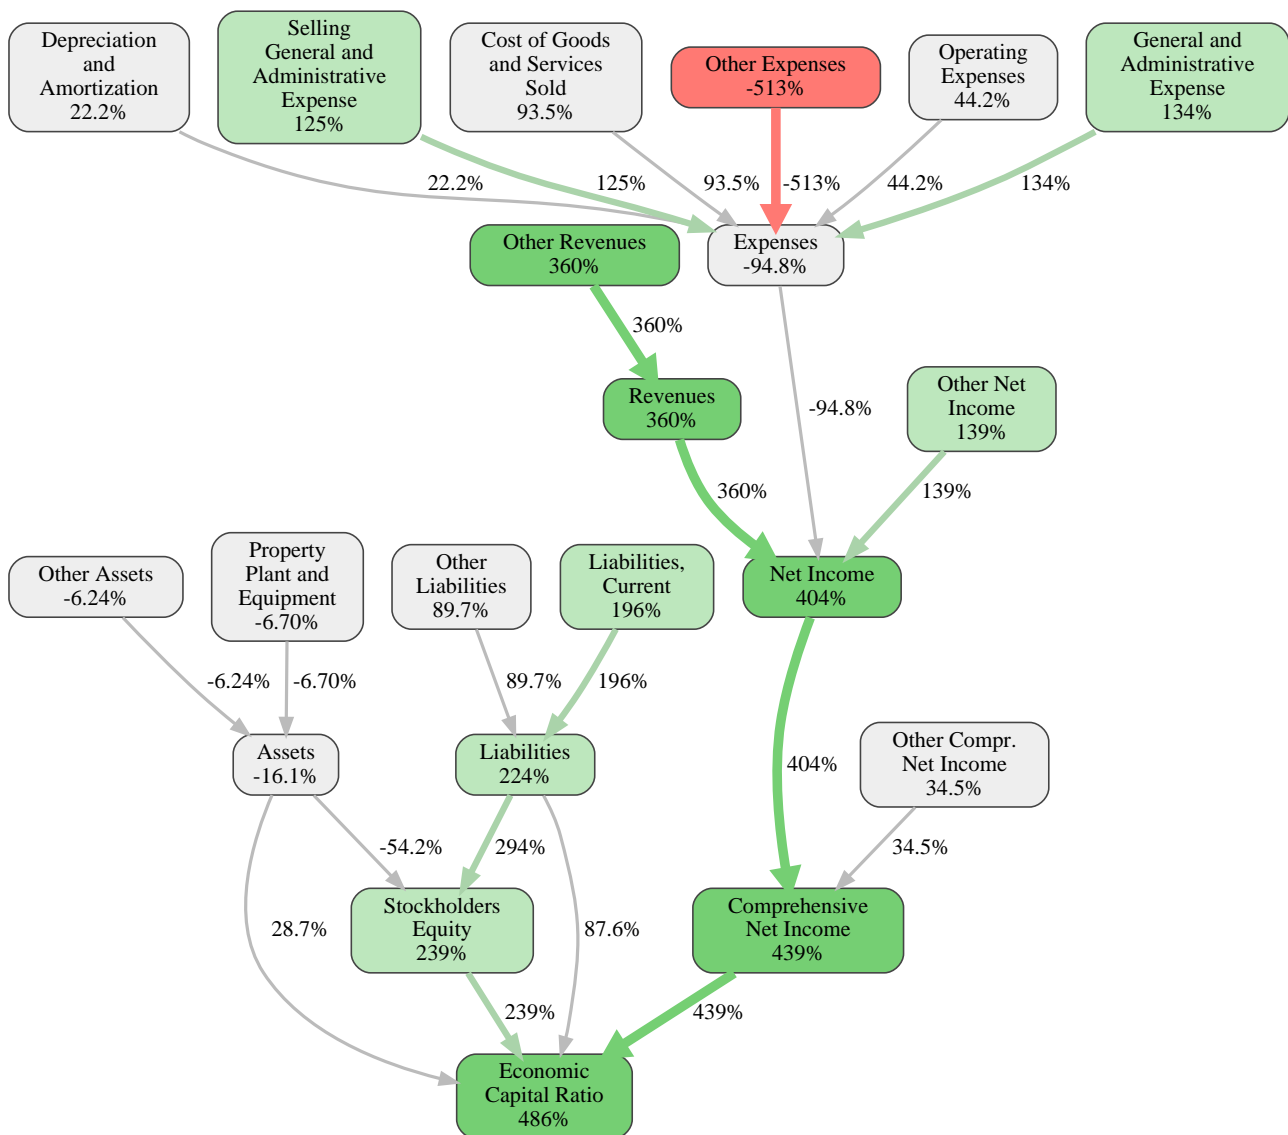 Depreciation
and
Amortization
22.2%
Selling
General and
Administrative
Expense
125%
Cost of Goods
and Services
Sold
93.5%
Other Expenses
-513%
Operating
Expenses
44.2%
General and
Administrative
Expense
134%
22.2%
125%
93.5%
-513%
44.2%
134%
Other Revenues
360%
Expenses
-94.8%
360%
Revenues
360%
-94.8%
Other Net
Income
139%
360%
139%
Other Assets
-6.24%
Property
Plant and
Equipment
-6.70%
Other
Liabilities
89.7%
Liabilities,
Current
196%
Net Income
404%
-6.24%
-6.70%
89.7%
196%
Assets
-16.1%
Liabilities
224%
404%
Other Compr.
Net Income
34.5%
-54.2%
294%
34.5%
28.7%
Stockholders
Equity
239%
87.6%
Comprehensive
Net Income
439%
239%
439%
Economic
Capital Ratio
486%